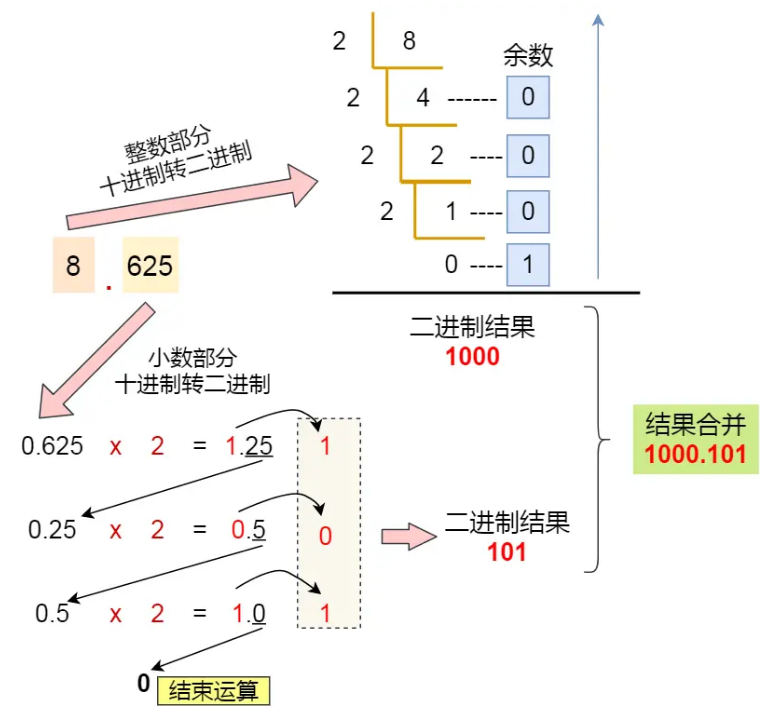 2 8
余数
2 4 ------ 0
2 2 ---- 0
2 1 ---- 0
0 ---- 1
整数部分
十进制转二进制
8 . 625
二进制结果
1000
小数部分
十进制转二进制
0.625 x 2 = 1.25 1
0.25 x 2 = 0.5 0
0.5 x 2 = 1.0 1
0 结束运算
二进制结果
101
结果合并
1000.101